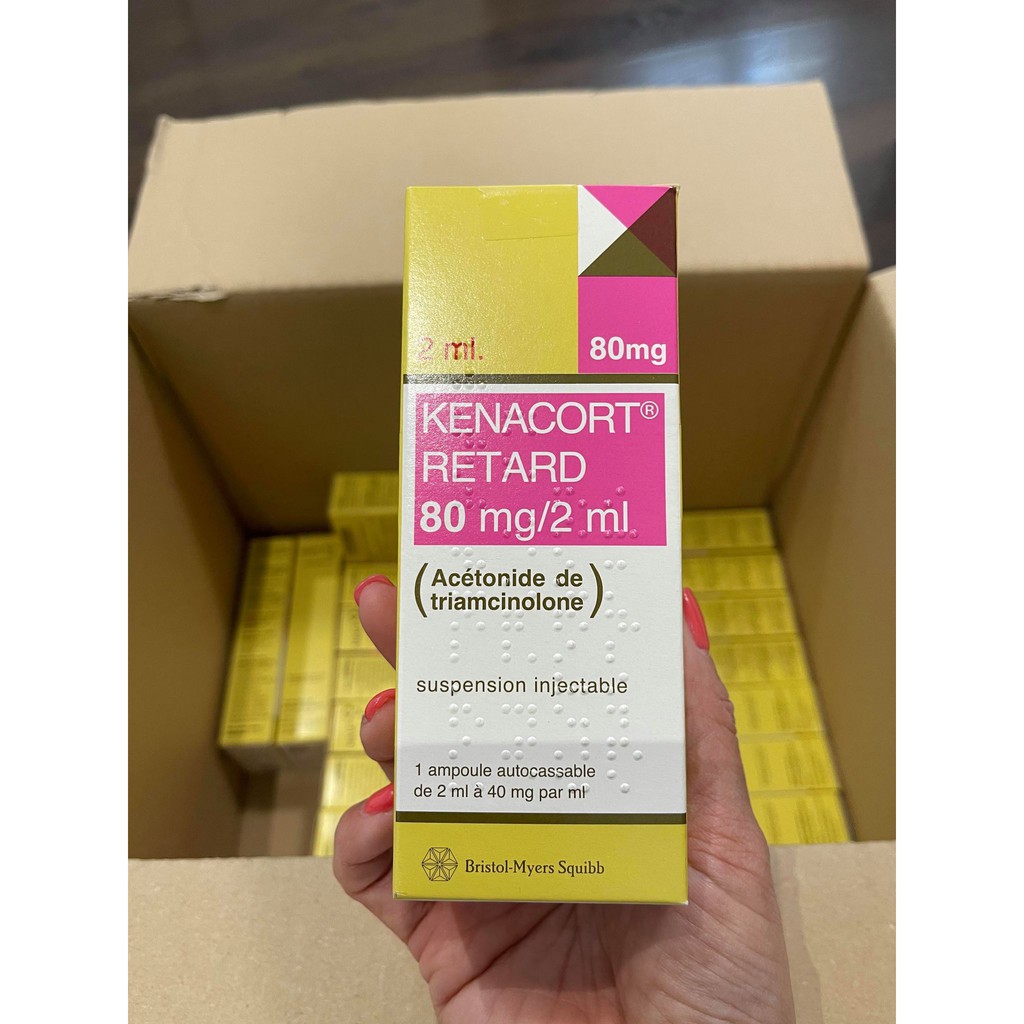 2 ml.
80mg
KENACORT®
RETARD
80 mg/2 ml
(Acétonide de
triamcinolone)
suspension injectable
1 ampoule autocassable
de 2 ml à 40 mg par ml
Bristol-Myers Squibb